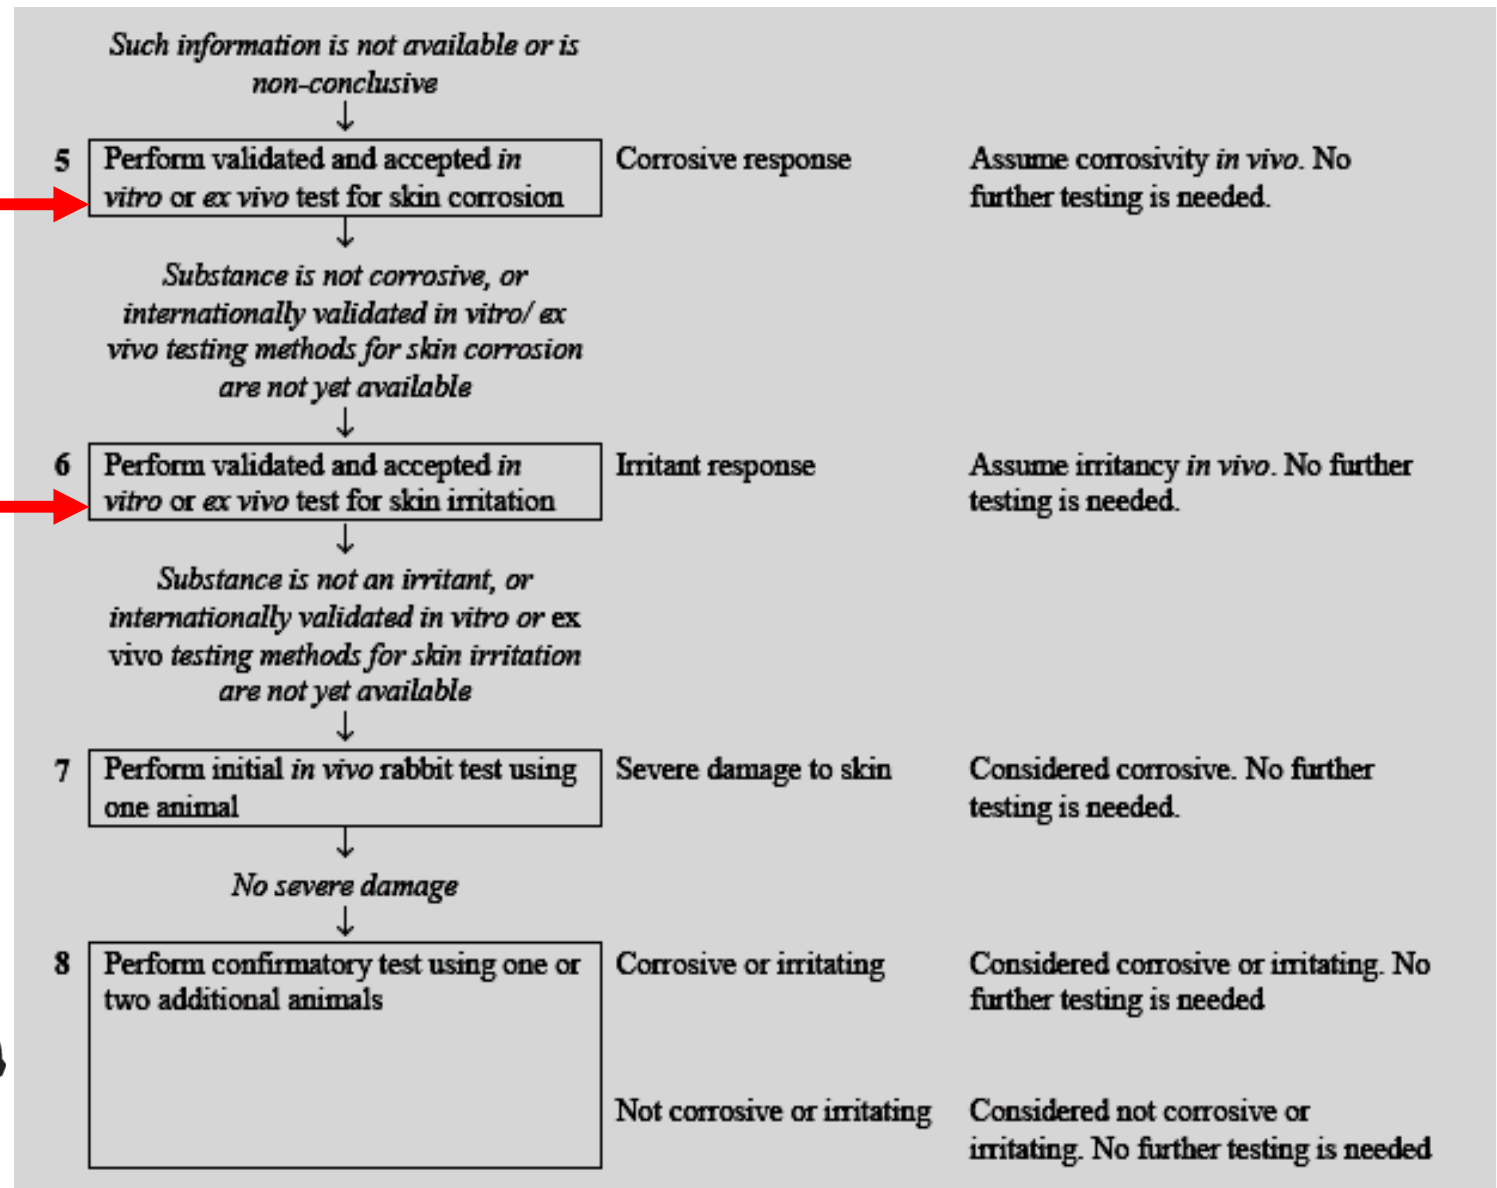 Such information is not available or is
non-conclusive
↓
5 Perform validated and accepted in Corrosive response Assume corrosivity in vivo. No
vitro or ex vivo test for skin corrosion further testing is needed.
↓
Substance is not corrosive, or
internationally validated in vitro/ ex
vivo testing methods for skin corrosion
are not yet available
↓
6 Perform validated and accepted in Irritant response Assume irritancy in vivo. No further
vitro or ex vivo test for skin irritation testing is needed.
↓
Substance is not an irritant, or
internationally validated in vitro or ex
vivo testing methods for skin irritation
are not yet available
↓
7 Perform initial in vivo rabbit test using Severe damage to skin Considered corrosive. No further
one animal testing is needed.
↓
No severe damage
↓
8 Perform confirmatory test using one or Corrosive or irritating Considered corrosive or irritating. No
two additional animals further testing is needed
Not corrosive or irritating Considered not corrosive or
irritating. No further testing is needed